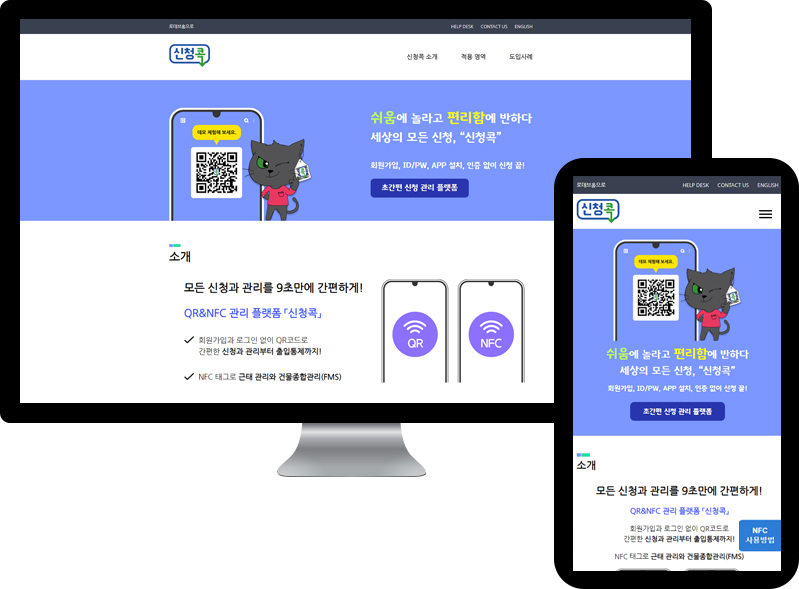 로데브홈으로
HELP DESK CONTACT US ENGLISH
신청콕
신청콕 소개 적용 영역 도입사례
데모 체험해 보세요.
쉬움에 놀라고 편리함에 반하다
세상의 모든 신청, “신청콕”
회원가입, ID/PW, APP 설치, 인증 없이 신청 끝!
초간편 신청 관리 플랫폼
소개
모든 신청과 관리를 9초만에 간편하게!
QR&NFC 관리 플랫폼 「신청콕」
회원가입과 로그인 없이 QR코드로
간편한 신청과 관리부터 출입통제까지!
NFC 태그로 근태 관리와 건물종합관리(FMS)
QR
NFC
로데브홈으로
HELP DESK CONTACT US ENGLISH
신청콕
데모 체험해 보세요.
쉬움에 놀라고 편리함에 반하다
세상의 모든 신청, “신청콕”
회원가입, ID/PW, APP 설치, 인증 없이 신청 끝!
초간편 신청 관리 플랫폼
소개
모든 신청과 관리를 9초만에 간편하게!
QR&NFC 관리 플랫폼 「신청콕」
회원가입과 로그인 없이 QR코드로
간편한 신청과 관리부터 출입통제까지!
NFC 태그로 근태 관리와 건물종합관리(FMS)
NFC
사용방법